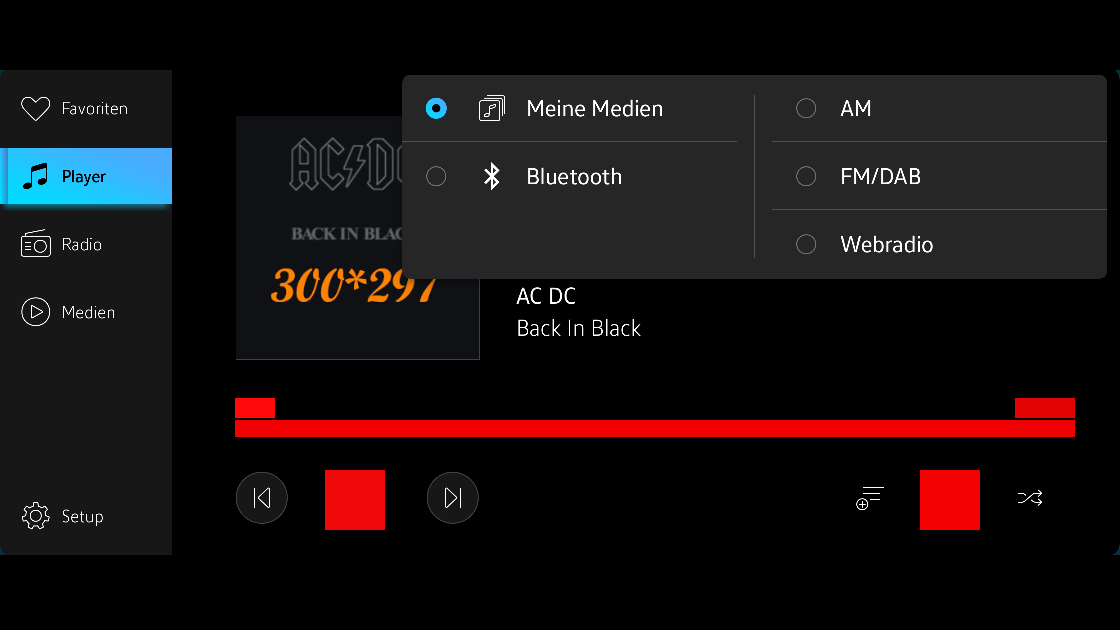 Favoriten
Player
Radio
Medien
Setup
Meine Medien
Bluetooth
AM
FM/DAB
Webradio
AC/DC
BACK IN BLAC
300*297
AC DC
Back In Black